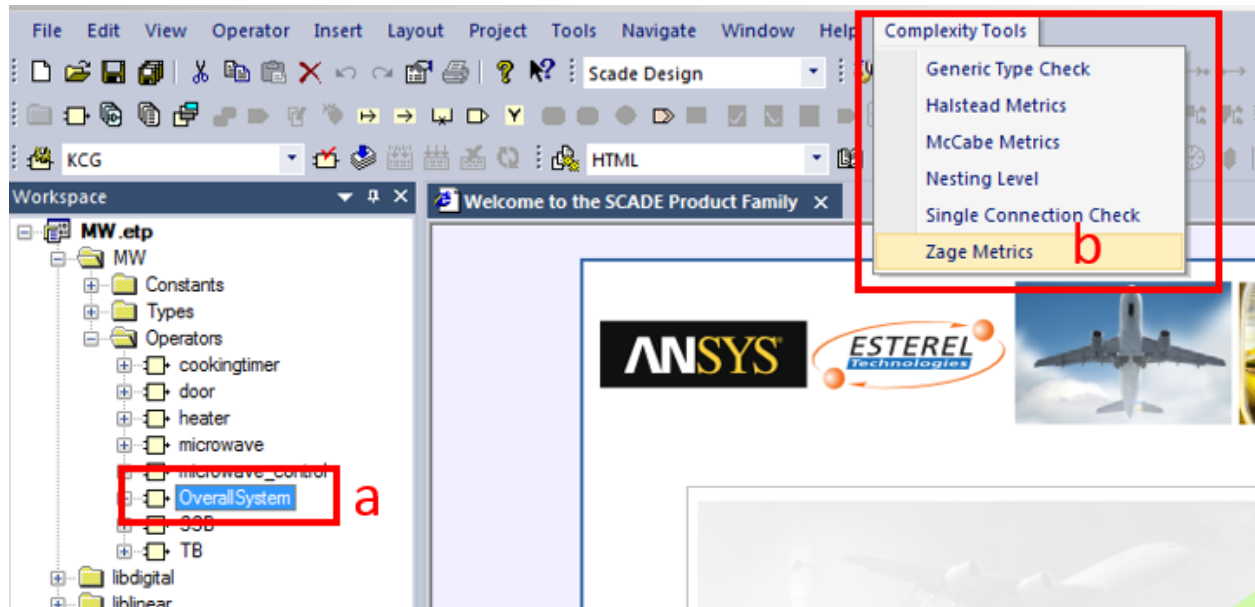 File Edit View Operator Insert Layout Project Tools Navigate Window Help Complexity Tools
Generic Type Check
Halstead Metrics
McCabe Metrics
Nesting Level
Single Connection Check
Zage Metrics
b
Scade Design
KCG
HTML
Workspace
Welcome to the SCADE Product Family
MW.etp
MW
Constants
Types
Operators
cookingtimer
door
heater
microwave
microwave_control
OverallSystem
a
SSB
TB
libdigital
liblinear
ANSYS
ESTEREL
Technologies